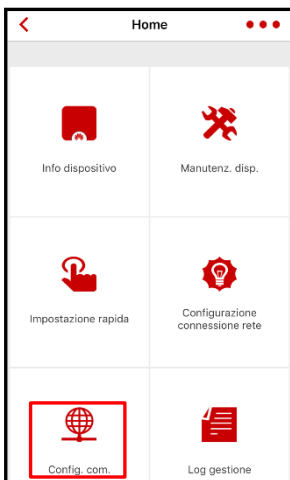 Home
Info dispositivo
Manutenz. disp.
Impostazione rapida
Configurazione
connessione rete
Config. com.
Log gestione